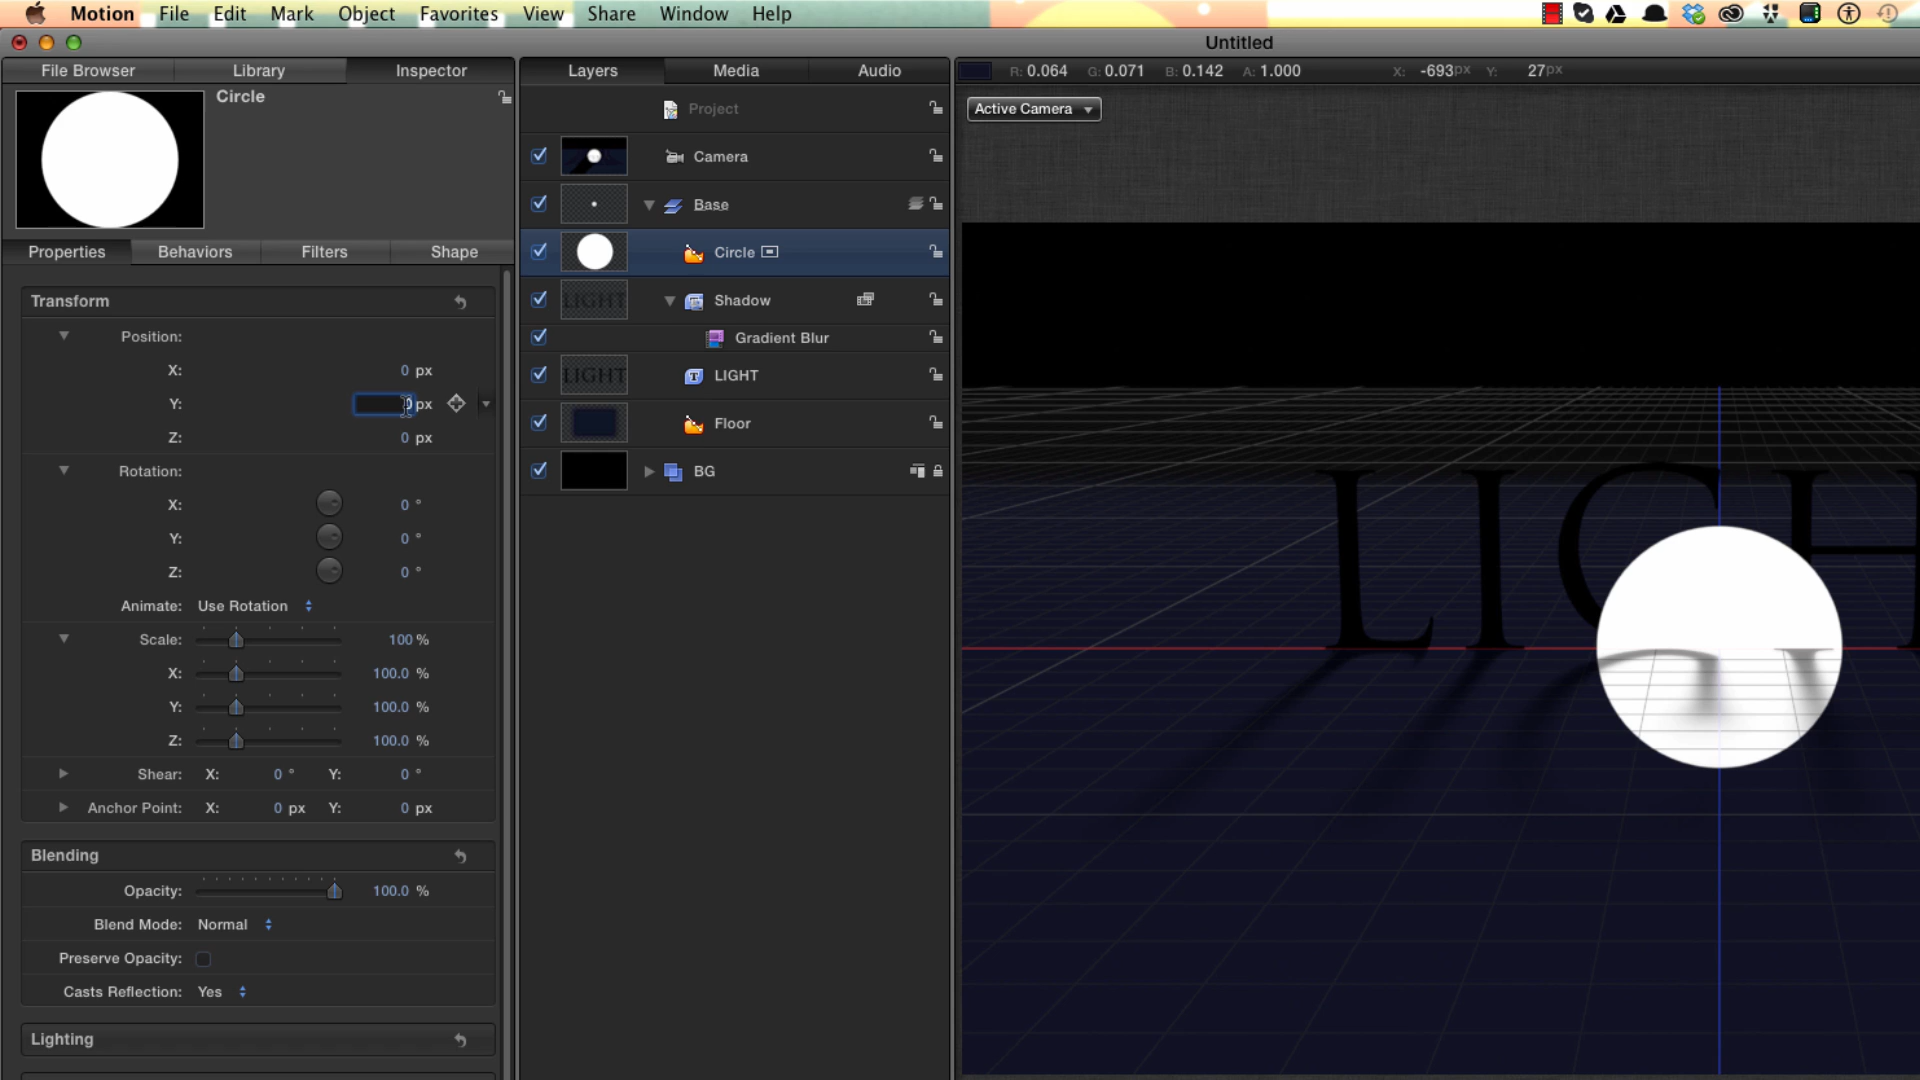 Motion File Edit Mark Object Favorites View Share Window Help
Untitled
File Browser Library Inspector
Layers Media Audio
R: 0.064 G: 0.071 B: 0.142 A: 1.000 X: -693px Y: 27px
Circle
Active Camera
Project
Camera
Base
Circle
Shadow
Gradient Blur
LIGHT
Floor
BG
Properties Behaviors Filters Shape
Transform
Position:
X: 0 px
Y: 0 px
Z: 0 px
Rotation:
X: 0 °
Y: 0 °
Z: 0 °
Animate: Use Rotation
Scale: 100 %
X: 100.0 %
Y: 100.0 %
Z: 100.0 %
Shear: X: 0 ° Y: 0 °
Anchor Point: X: 0 px Y: 0 px
Blending
Opacity: 100.0 %
Blend Mode: Normal
Preserve Opacity:
Casts Reflection: Yes
Lighting
LIGH